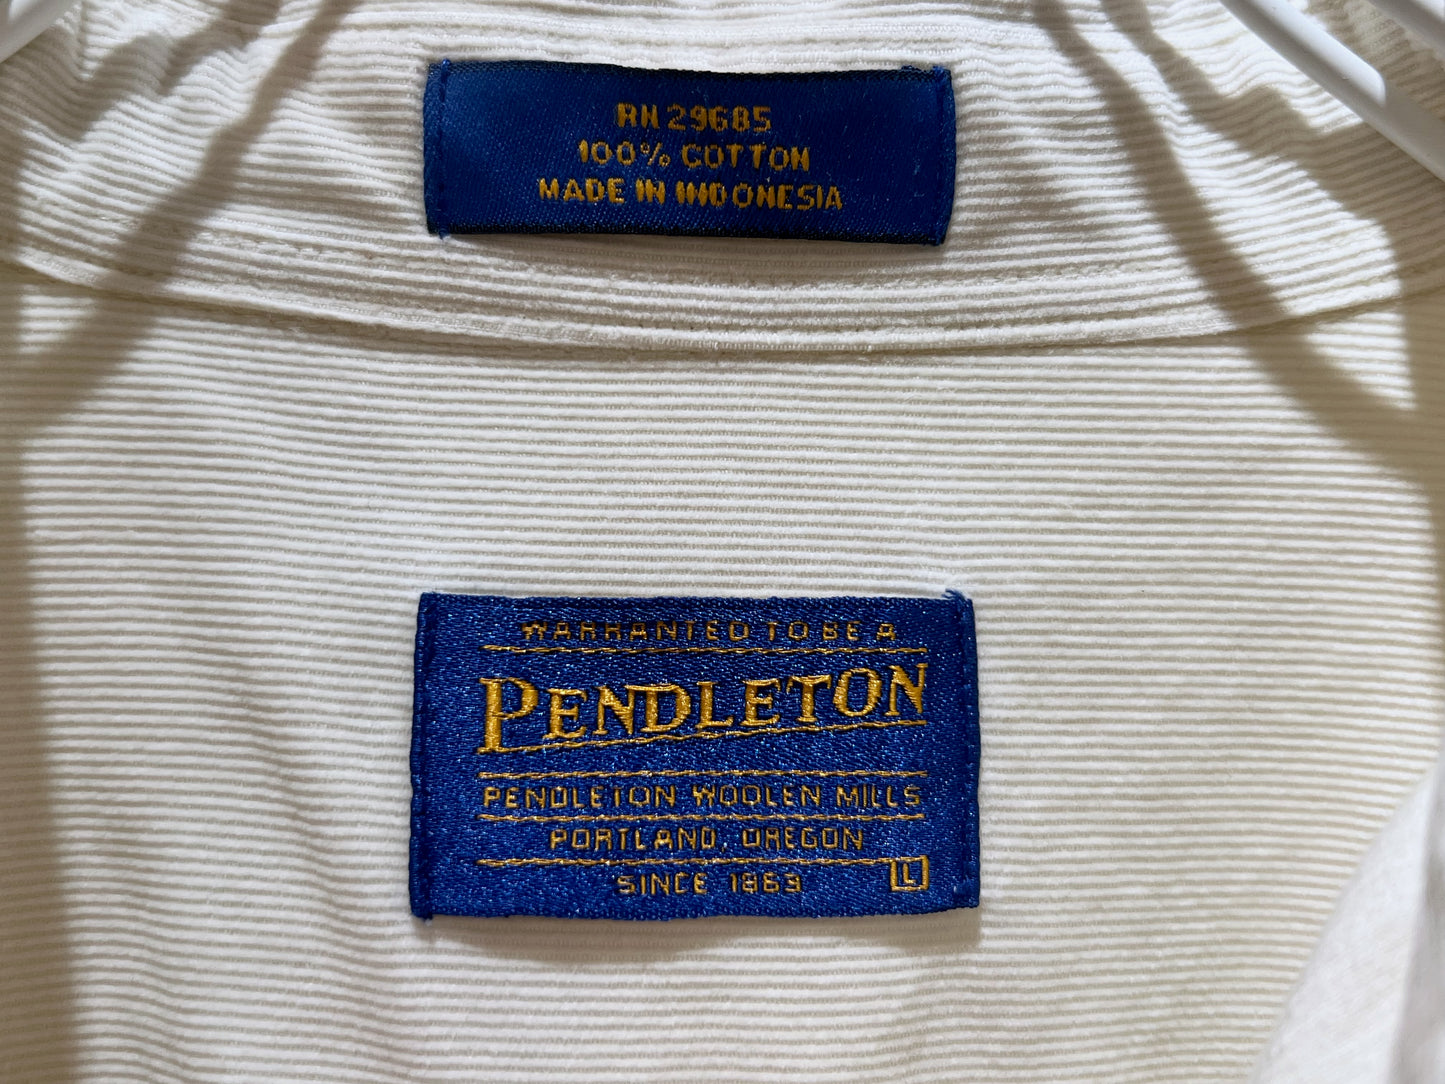 RN 29685
100% COTTON
MADE IN INDONESIA
WARRANTED TO BE A
PENDLETON
PENDLETON WOOLEN MILLS
PORTLAND, OREGON
SINCE 1863
L